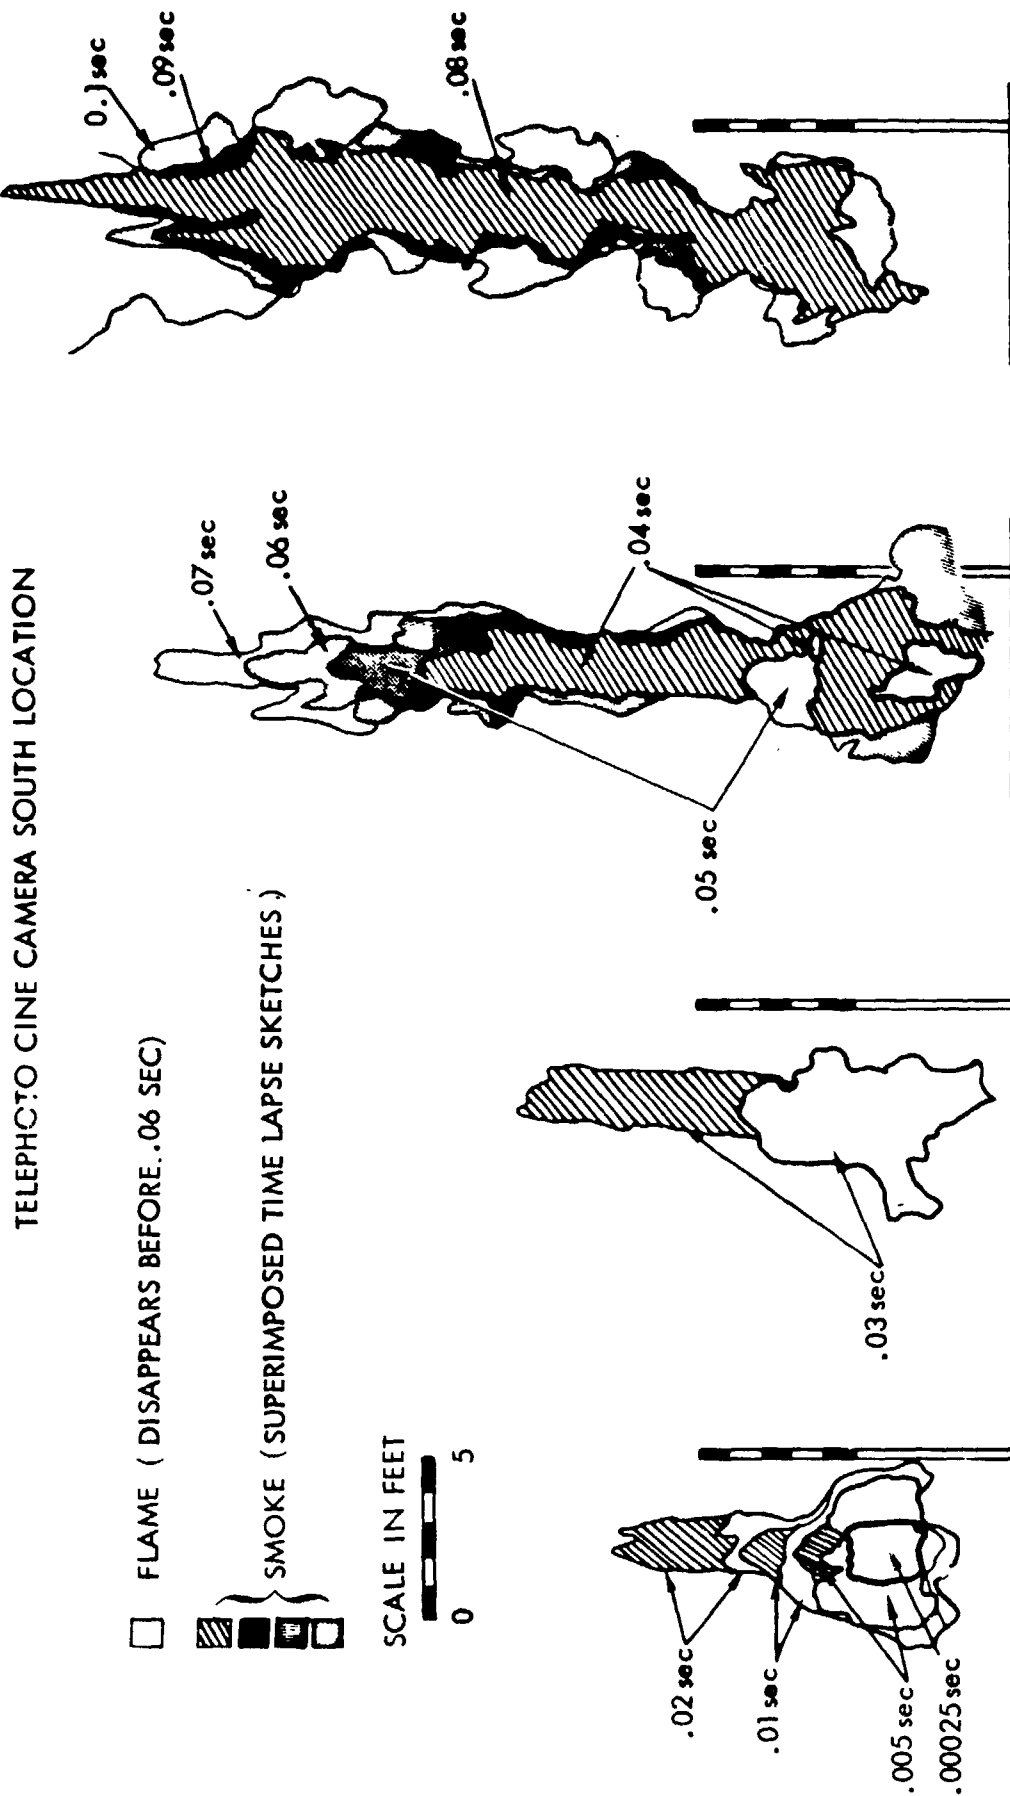 TELEPHOTO CINE CAMERA SOUTH LOCATION
FLAME ( DISAPPEARS BEFORE. .06 SEC)
SMOKE ( SUPERIMPOSED TIME LAPSE SKETCHES )
SCALE IN FEET
0 5
.02 sec
.01 sec
.005 sec
.00025 sec
.03 sec
.05 sec
.04 sec
.06 sec
.07 sec
.08 sec
.09 sec
0.1 sec